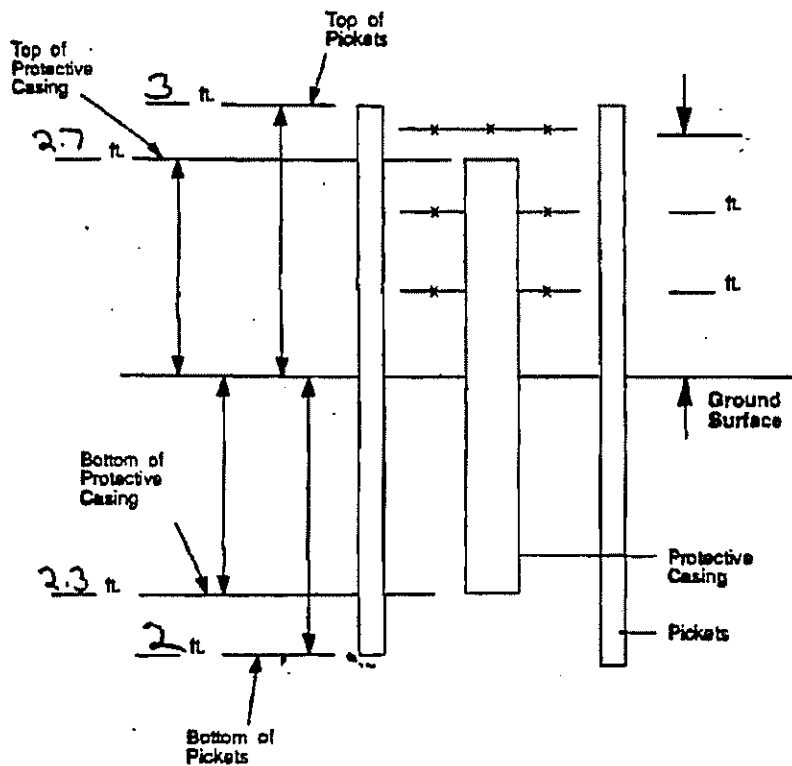 Top of
Pickets
Top of
Protective
Casing
3 ft.
2.7 ft.
ft.
ft.
Ground
Surface
Bottom of
Protective
Casing
Protective
Casing
2.3 ft.
Pickets
2 ft.
Bottom of
Pickets